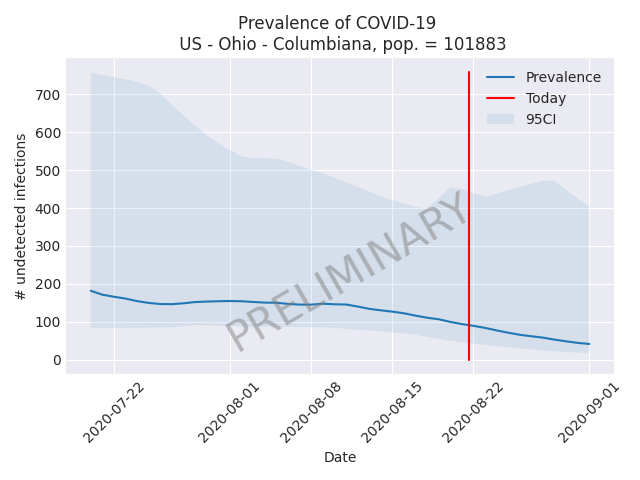 Prevalence of COVID-19
US - Ohio - Columbiana, pop. = 101883
Prevalence
Today
95CI
700
600
500
400
300
200
100
0
# undetected infections
PRELIMINARY
2020-07-22
2020-08-01
2020-08-08
2020-08-15
2020-08-22
2020-09-01
Date